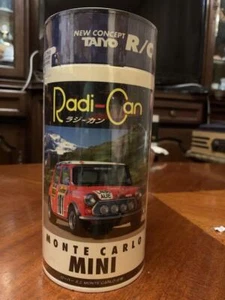 NEW CONCEPT
TAIYO R/C
Radi-Can
ラジ・カン
MONTE CARLO
MINI